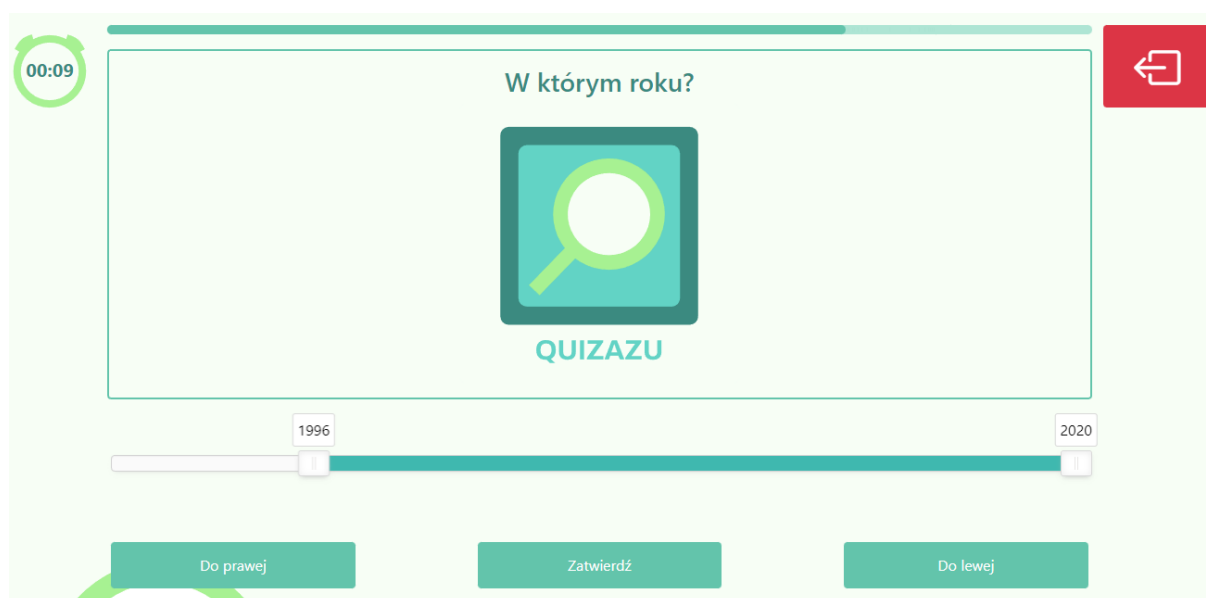 00:09
W którym roku?
QUIZAZU
1996
2020
Do prawej
Zatwierdź
Do lewej